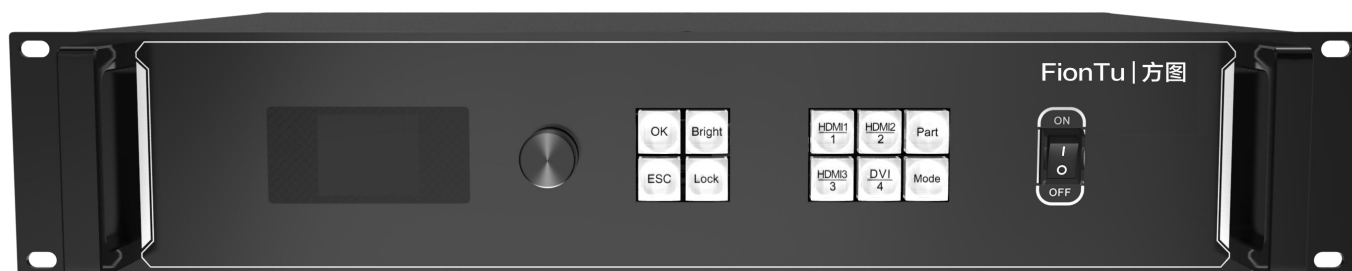 FionTu|方图
OK
Bright
ESC
Lock
HDMI1
1
HDMI2
2
Part
HDMI3
3
DVI
4
Mode
ON
I
O
OFF